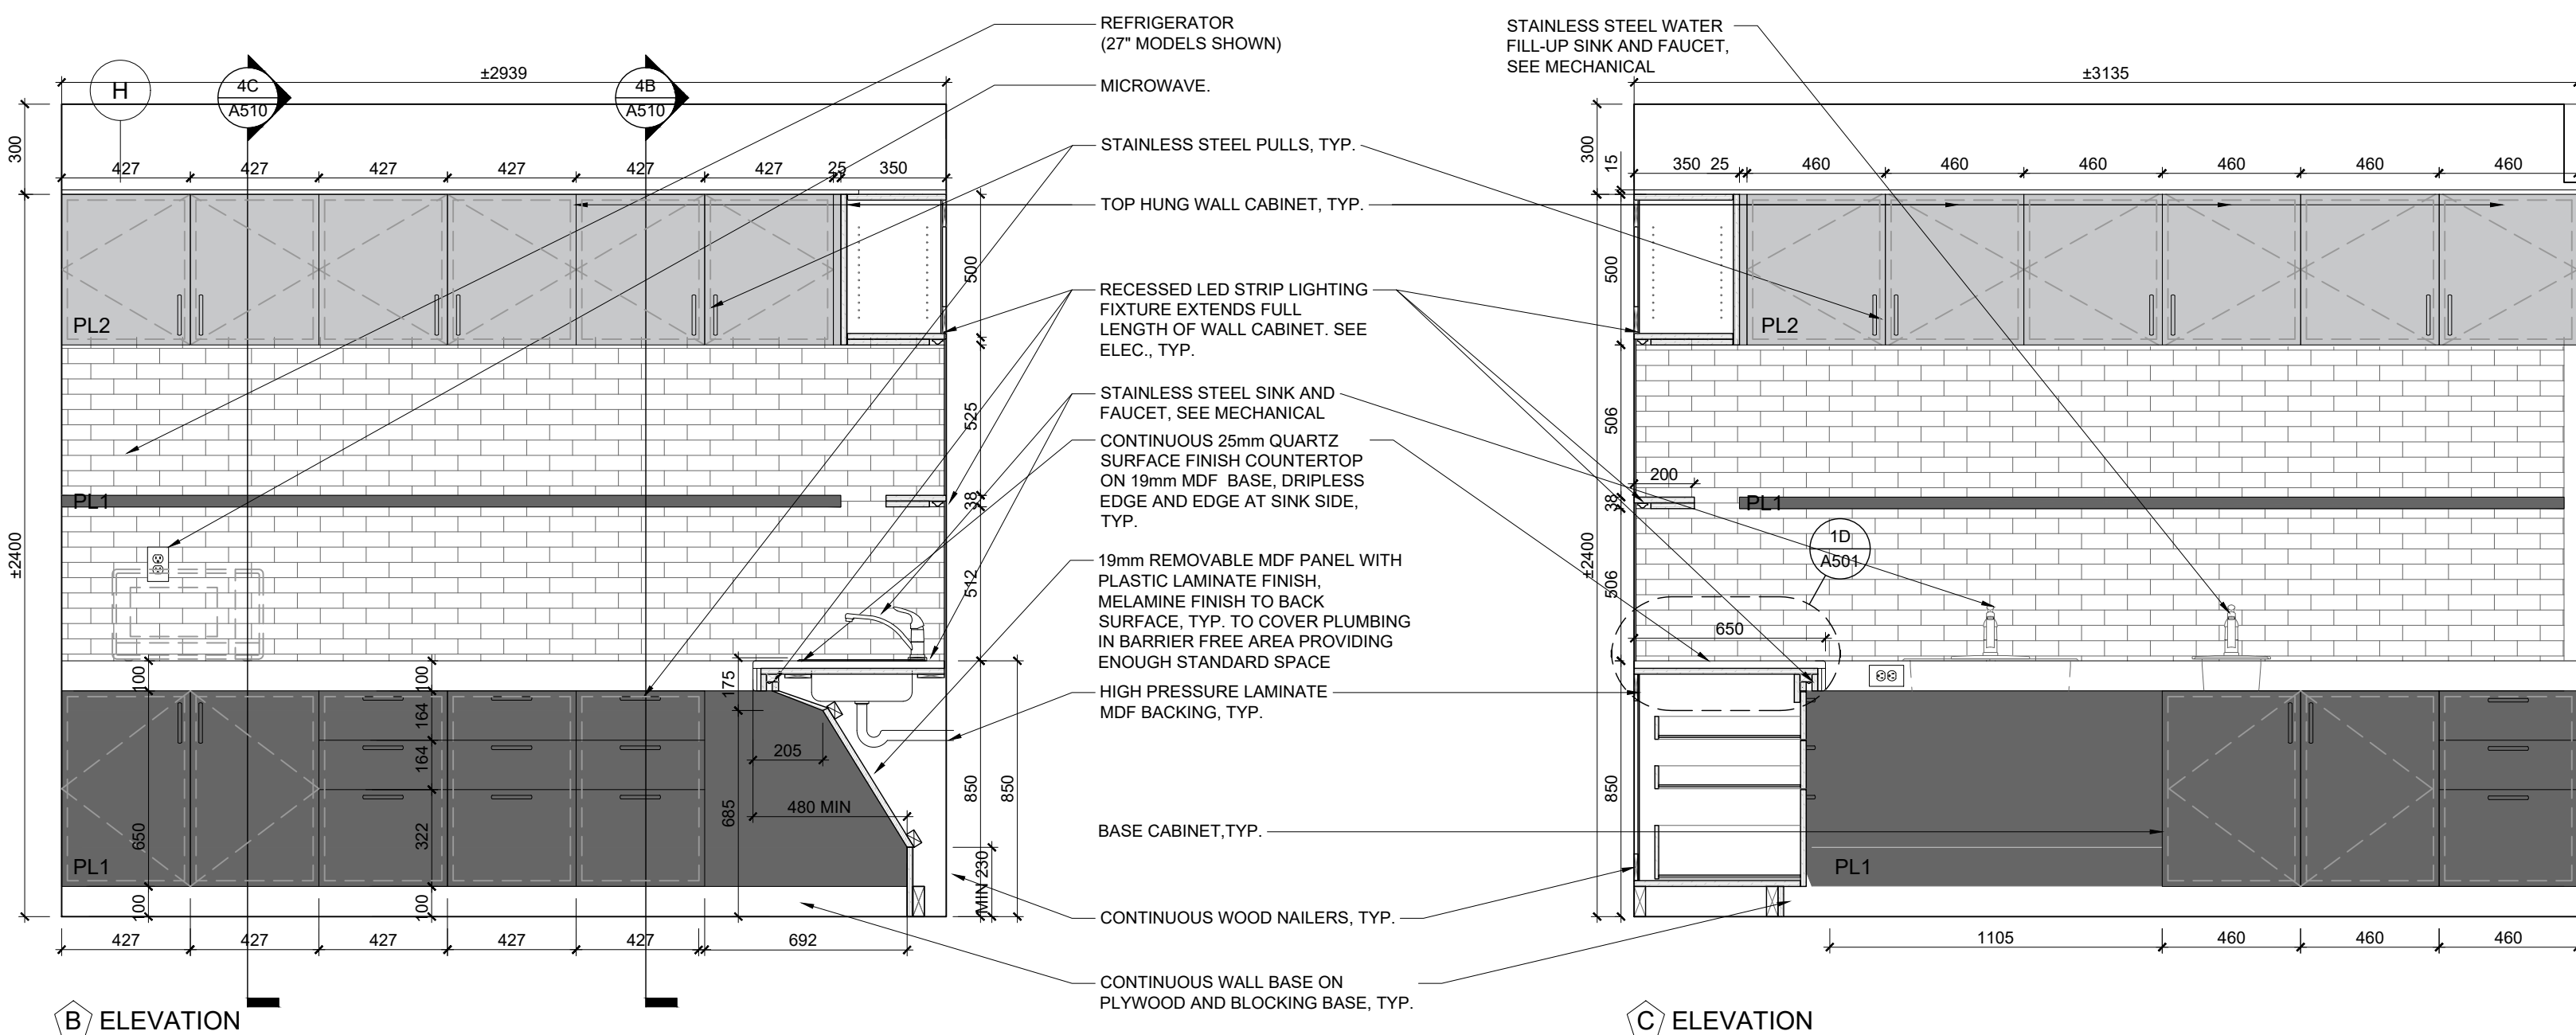 REFRIGERATOR
(27" MODELS SHOWN)
MICROWAVE.
STAINLESS STEEL PULLS, TYP.
TOP HUNG WALL CABINET, TYP.
RECESSED LED STRIP LIGHTING
FIXTURE EXTENDS FULL
LENGTH OF WALL CABINET. SEE
ELEC., TYP.
STAINLESS STEEL SINK AND
FAUCET, SEE MECHANICAL
CONTINUOUS 25mm QUARTZ
SURFACE FINISH COUNTERTOP
ON 19mm MDF BASE, DRIPLESS
EDGE AND EDGE AT SINK SIDE,
TYP.
19mm REMOVABLE MDF PANEL WITH
PLASTIC LAMINATE FINISH,
MELAMINE FINISH TO BACK
SURFACE, TYP. TO COVER PLUMBING
IN BARRIER FREE AREA PROVIDING
ENOUGH STANDARD SPACE
HIGH PRESSURE LAMINATE
MDF BACKING, TYP.
BASE CABINET,TYP.
CONTINUOUS WOOD NAILERS, TYP.
CONTINUOUS WALL BASE ON
PLYWOOD AND BLOCKING BASE, TYP.
STAINLESS STEEL WATER
FILL-UP SINK AND FAUCET,
SEE MECHANICAL
±2939
H
4C
A510
4B
A510
300
427 427 427 427 427 427 25 350
PL2
500
525
PL1
38
±2400
512
100
100
175
164
205
164
850
850
650
322
685
480 MIN
PL1
MIN 230
100
100
427 427 427 427 427 692
B ELEVATION
±3135
300
15
350 25 460 460 460 460 460 460
500
PL2
506
200
38
PL1
1D
A501
±2400
506
650
850
PL1
1105 460 460 460
C ELEVATION